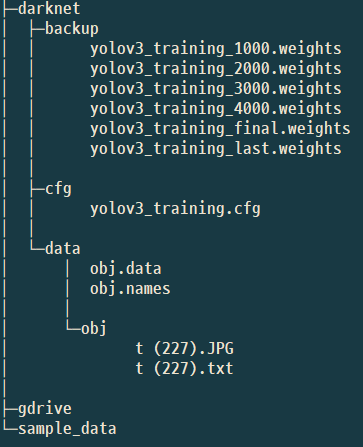 darknet
backup
yolov3_training_1000.weights
yolov3_training_2000.weights
yolov3_training_3000.weights
yolov3_training_4000.weights
yolov3_training_final.weights
yolov3_training_last.weights
cfg
yolov3_training.cfg
data
obj.data
obj.names
obj
t (227).JPG
t (227).txt
gdrive
sample_data